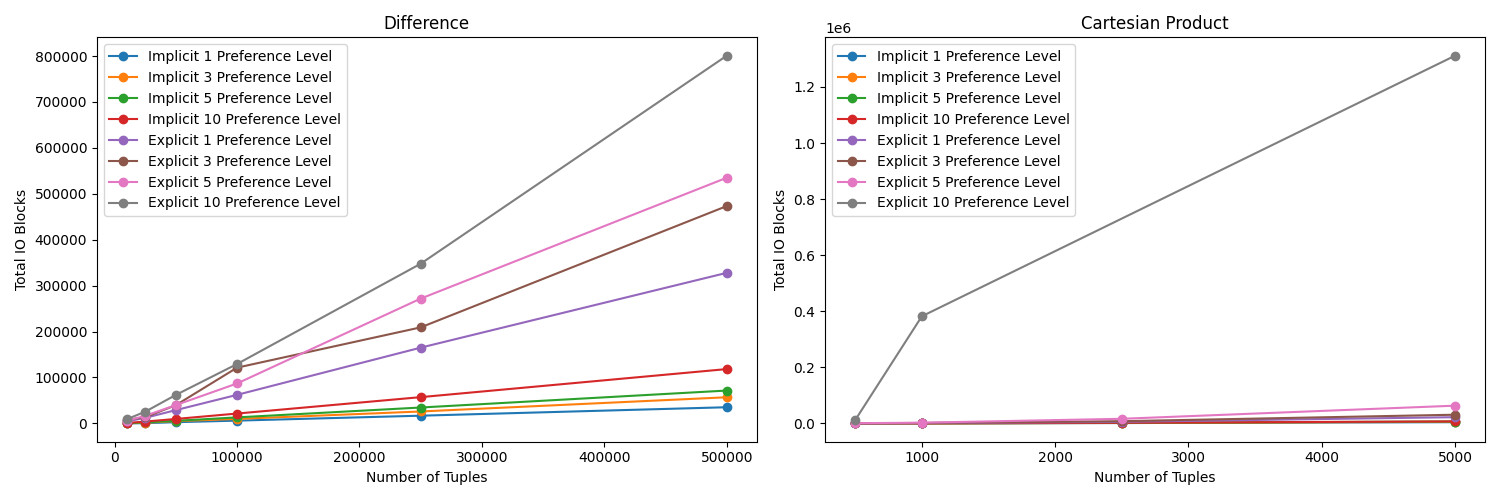 Difference
Total IO Blocks
800000
700000
600000
500000
400000
300000
200000
100000
0
Implicit 1 Preference Level
Implicit 3 Preference Level
Implicit 5 Preference Level
Implicit 10 Preference Level
Explicit 1 Preference Level
Explicit 3 Preference Level
Explicit 5 Preference Level
Explicit 10 Preference Level
0 100000 200000 300000 400000 500000
Number of Tuples
Cartesian Product
1e6
Total IO Blocks
1.2
1.0
0.8
0.6
0.4
0.2
0.0
Implicit 1 Preference Level
Implicit 3 Preference Level
Implicit 5 Preference Level
Implicit 10 Preference Level
Explicit 1 Preference Level
Explicit 3 Preference Level
Explicit 5 Preference Level
Explicit 10 Preference Level
1000 2000 3000 4000 5000
Number of Tuples